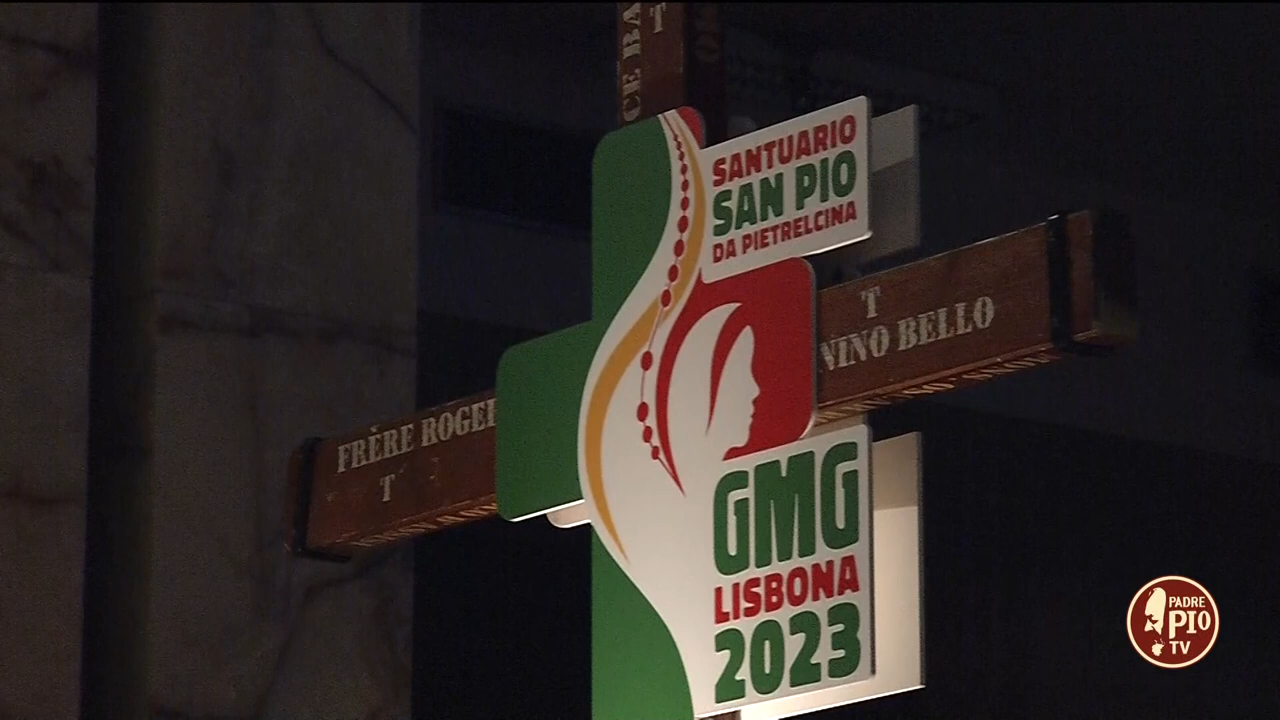 T
SANTUARIO
SAN PIO
DA PIETRELCINA
T
NINO BELLO
FRÈRE ROGER
T
GMG
LISBONA
2023
PADRE
PIO
TV